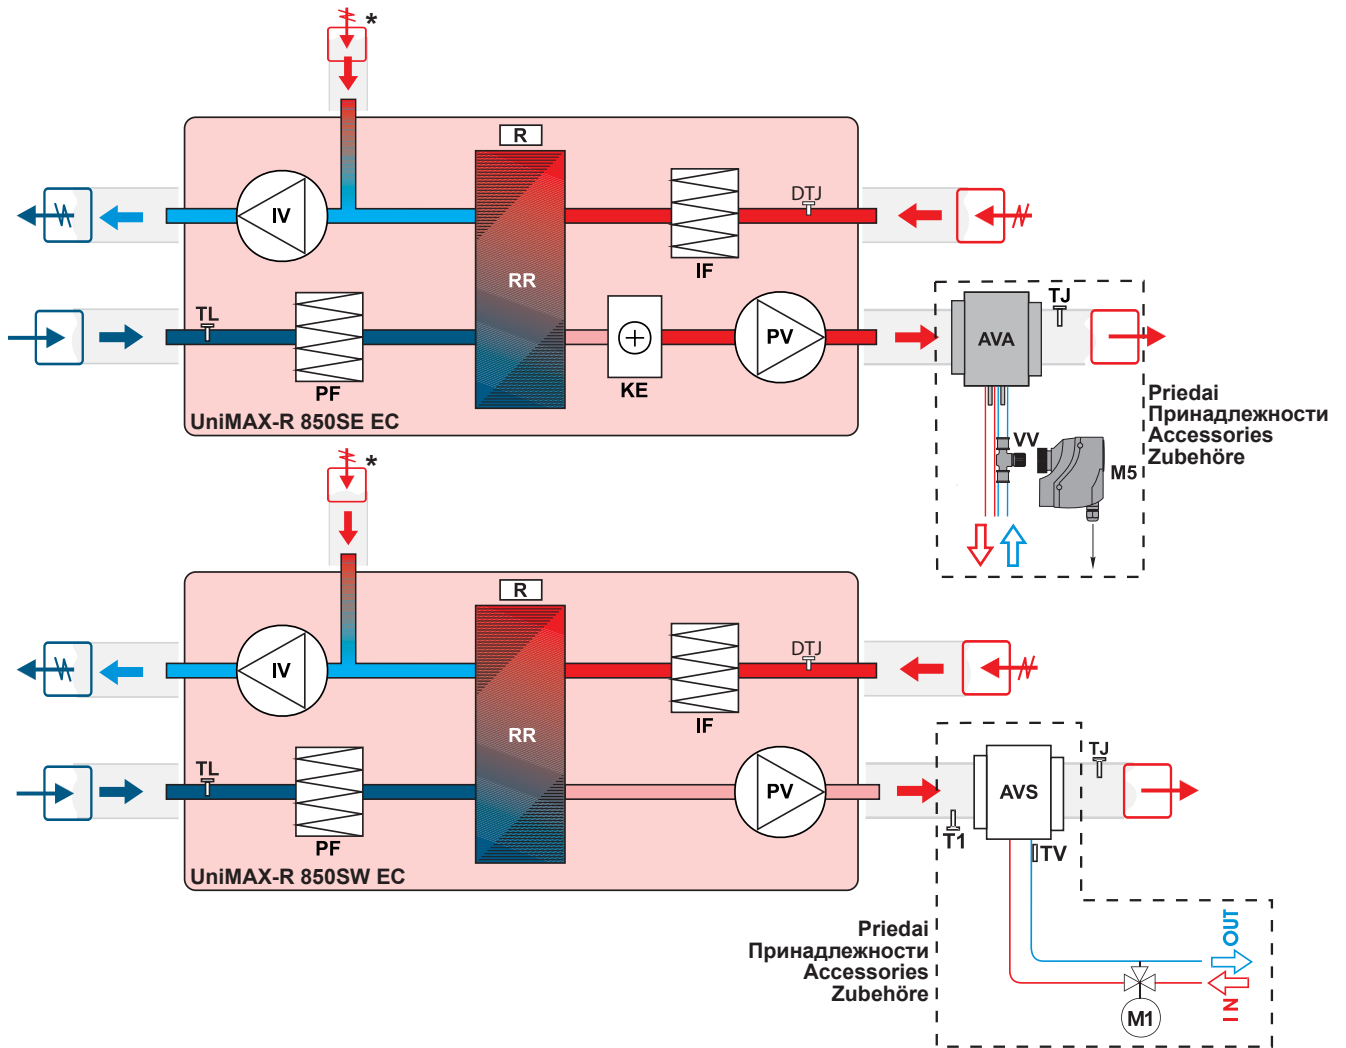 *
R
IV
DTJ
IF
RR
TL
PF
KE
PV
UniMAX-R 850SE EC
AVA
TJ
VV
M5
Priedai
Принадлежности
Accessories
Zubehöre
*
R
IV
DTJ
IF
RR
TL
PF
PV
UniMAX-R 850SW EC
AVS
TJ
T1
TV
Priedai
Принадлежности
Accessories
Zubehöre
OUT
IN
M1